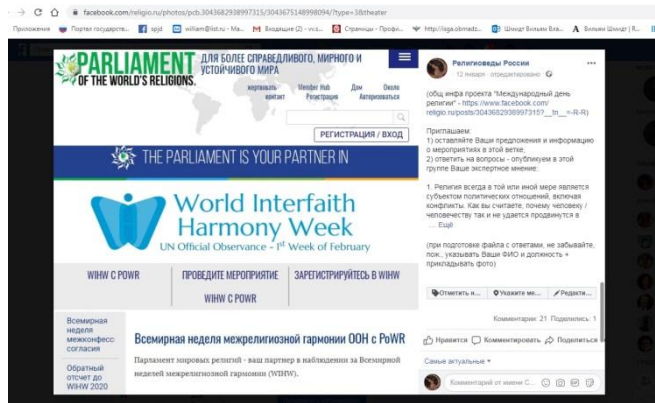 facebook.com/religio.ru/photos/pcb.3043682938997315/3043675148998094/?type=3&theater
Приложения
Портал государств...
spjd
william@list.ru - Ма...
Входящие (2) - vv.s...
Страницы - Профи...
http://isga.obrnadz...
Шмидт Вильям Вла...
PARLIAMENT
OF THE WORLD'S RELIGIONS.
ДЛЯ БОЛЕЕ СПРАВЕДЛИВОГО, МИРНОГО И
УСТОЙЧИВОГО МИРА
жертвовать Member Hub Дом Около
контакт Регистрация Авторизоваться
РЕГИСТРАЦИЯ / ВХОД
THE PARLIAMENT IS YOUR PARTNER IN
World Interfaith
Harmony Week
UN Official Observance - 1st Week of February
WIHW С POWR
ПРОВЕДИТЕ МЕРОПРИЯТИЕ
WIHW С POWR
ЗАРЕГИСТРИРУЙТЕСЬ В WIHW
Всемирная
неделя
межконфесс
согласия
Обратный
отсчет до
WIHW 2020
Всемирная неделя межрелигиозной гармонии ООН с PoWR
Парламент мировых религий - ваш партнер в наблюдении за Всемирной
неделей межрелигиозной гармонии (WIHW).
Религиоведы России
12 января · отредактировано ·
(общ инфа проекта "Международный день
религии" - https://www.facebook.com/
religio.ru/posts/3043682938997315?__tn__=-R-R)
Приглашаем:
1) оставляйте Ваши предложения и информацию
о мероприятиях в этой ветке,
2) ответить на вопросы - опубликуем в этой
группе Ваше экспертное мнение:
1. Религия всегда в той или иной мере является
субъектом политических отношений, включая
конфликты. Как вы считаете, почему человеку /
человечеству так и не удается продвинутся в
... Ещё
(при подготовке файла с ответами, не забывайте,
пож., указывать Ваши ФИО и должность +
прикладывать фото)
Отметить н...
Укажите ме...
Редакти...
Комментарии: 21 Поделились: 1
Нравится
Комментировать
Поделиться
Самые актуальные
Комментарий от имени С...